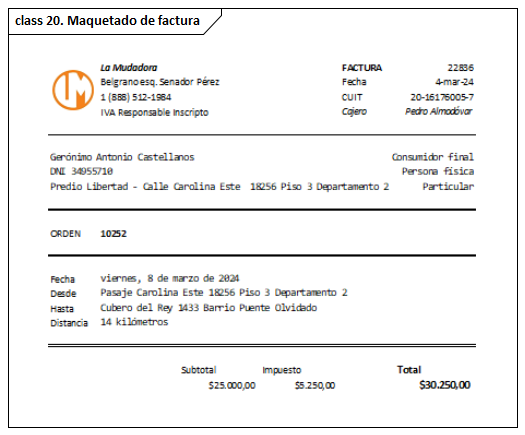 class 20. Maquetado de factura
La Mudadora FACTURA 22836
Belgrano esq. Senador Pérez Fecha 4-mar-24
1 (888) 512-1984 CUIT 20-16176005-7
IVA Responsable Inscripto Cajero Pedro Almodóvar
Gerónimo Antonio Castellanos Consumidor final
DNI 34955710 Persona física
Predio Libertad - Calle Carolina Este 18256 Piso 3 Departamento 2 Particular
ORDEN 10252
Fecha viernes, 8 de marzo de 2024
Desde Pasaje Carolina Este 18256 Piso 3 Departamento 2
Hasta Cubero del Rey 1433 Barrio Puente Olvidado
Distancia 14 kilómetros
Subtotal Impuesto Total
$25.000,00 $5.250,00 $30.250,00